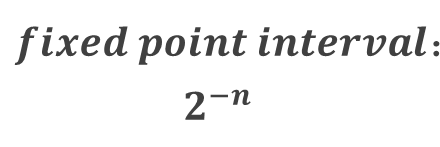 fixed point interval:
2⁻ⁿ